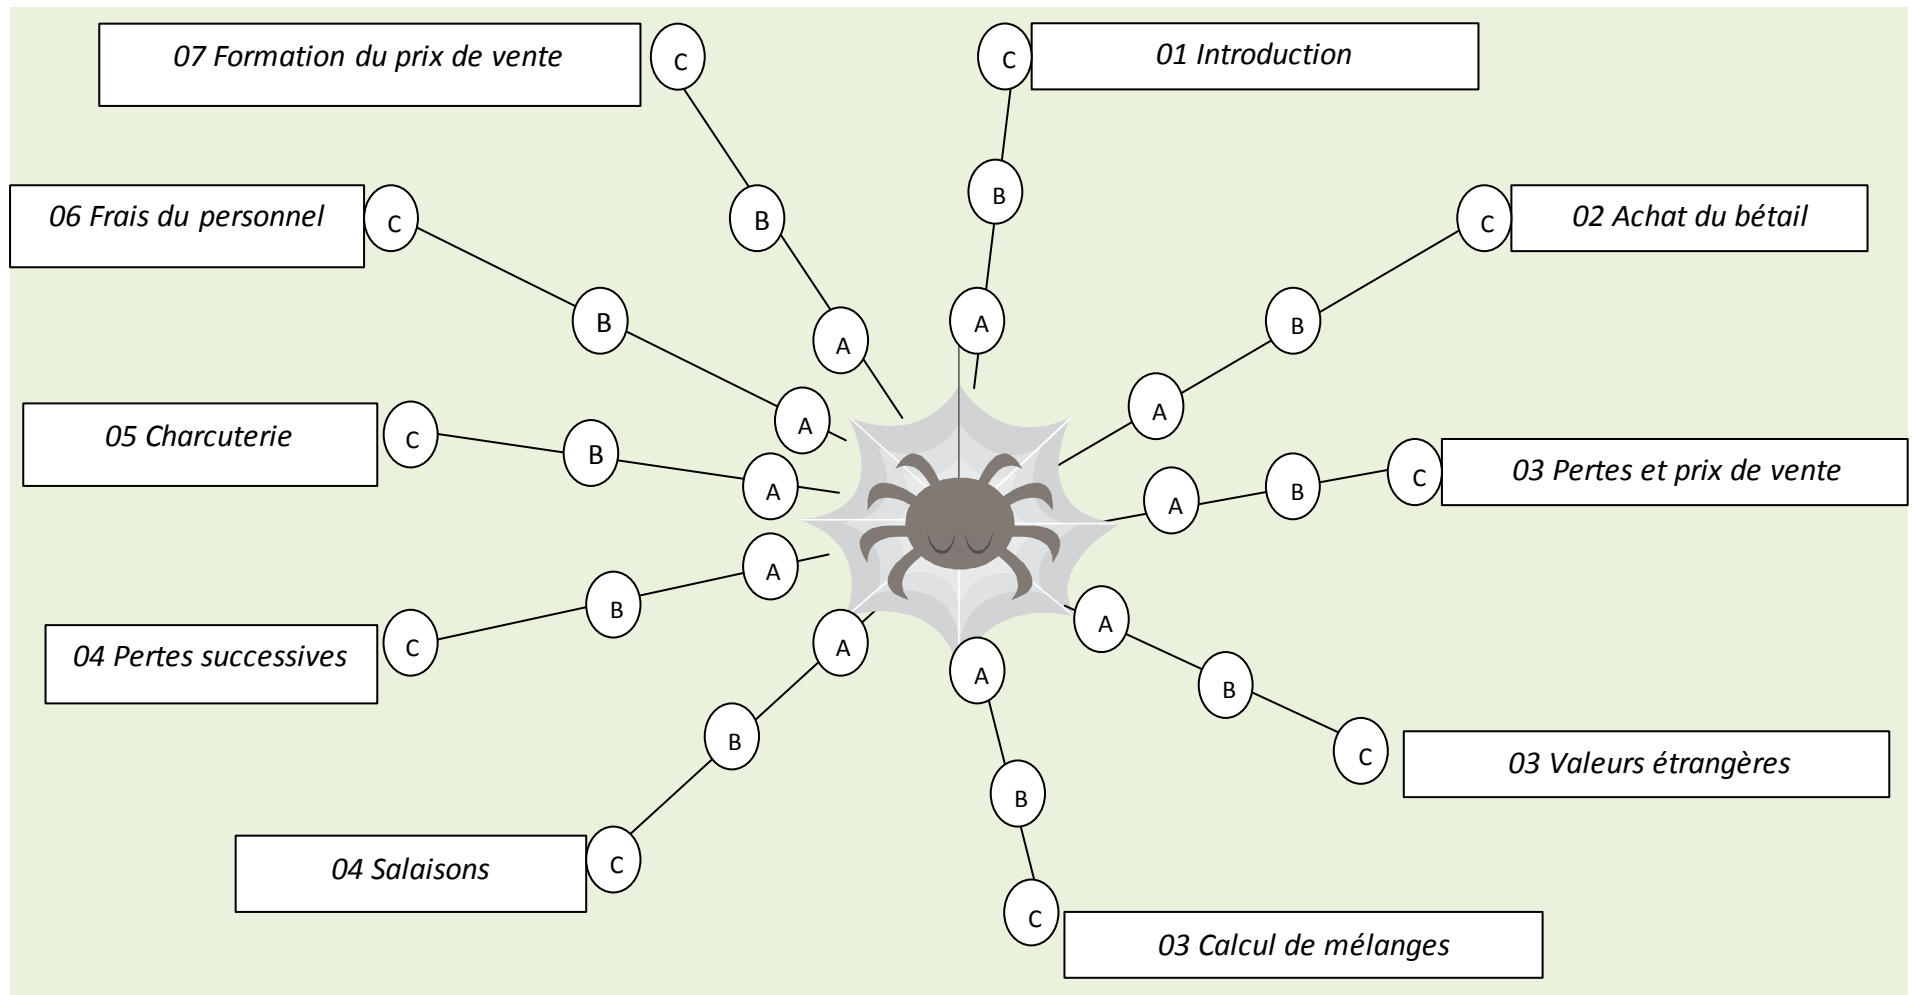 07 Formation du prix de vente
C
C
01 Introduction
B
B
06 Frais du personnel
C
C
02 Achat du bétail
B
A
A
B
A
A
05 Charcuterie
C
B
A
A
B
C
03 Pertes et prix de vente
04 Pertes successives
C
B
A
A
B
C
03 Valeurs étrangères
A
B
C
04 Salaisons
A
B
C
03 Calcul de mélanges